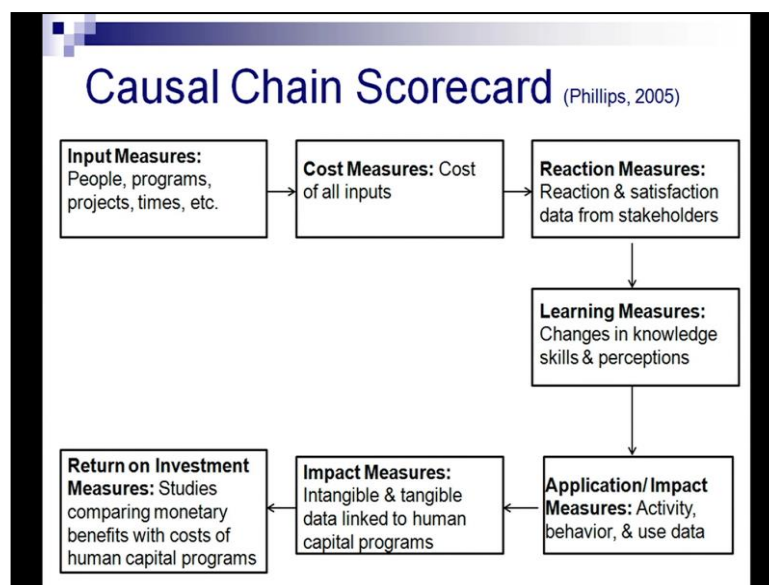 Causal Chain Scorecard (Phillips, 2005)
Input Measures:
People, programs,
projects, times, etc.
Cost Measures: Cost
of all inputs
Reaction Measures:
Reaction & satisfaction
data from stakeholders
Learning Measures:
Changes in knowledge
skills & perceptions
Application/ Impact
Measures: Activity,
behavior, & use data
Impact Measures:
Intangible & tangible
data linked to human
capital programs
Return on Investment
Measures: Studies
comparing monetary
benefits with costs of
human capital programs